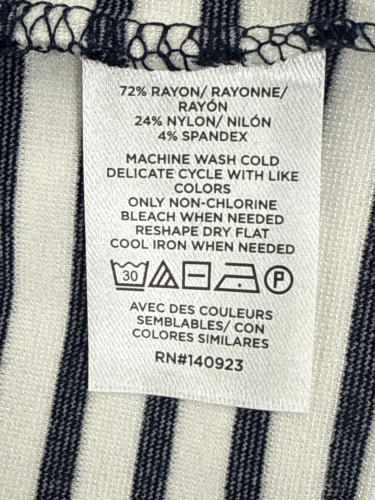 72% RAYON/ RAYONNE/
RAYÓN
24% NYLON/ NILÓN
4% SPANDEX
MACHINE WASH COLD
DELICATE CYCLE WITH LIKE
COLORS
ONLY NON-CHLORINE
BLEACH WHEN NEEDED
RESHAPE DRY FLAT
COOL IRON WHEN NEEDED
30 P
AVEC DES COULEURS
SEMBLABLES/ CON
COLORES SIMILARES
RN#140923